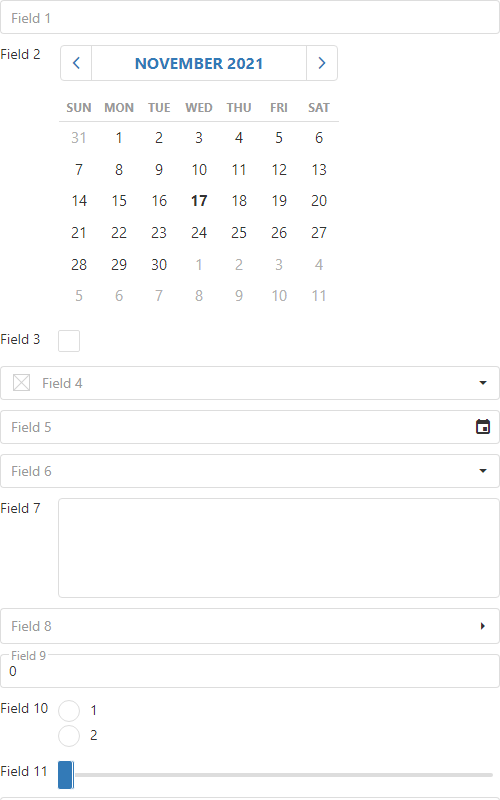 Field 1
Field 2
NOVEMBER 2021
SUN MON TUE WED THU FRI SAT
31 1 2 3 4 5 6
7 8 9 10 11 12 13
14 15 16 17 18 19 20
21 22 23 24 25 26 27
28 29 30 1 2 3 4
5 6 7 8 9 10 11
Field 3
Field 4
Field 5
Field 6
Field 7
Field 8
Field 9
0
Field 10
1
2
Field 11